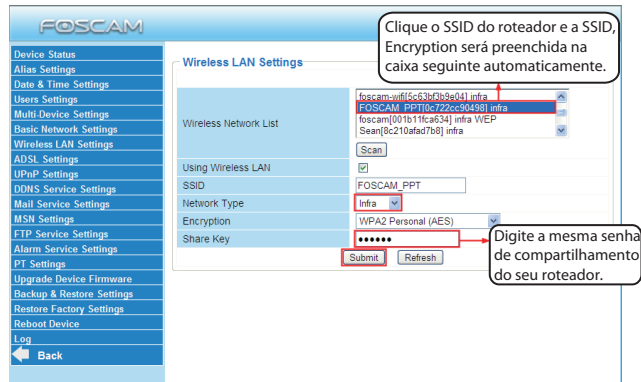 FOSCAM
Clique o SSID do roteador e a SSID,
Encryption será preenchida na
caixa seguinte automaticamente.
Device Status
Alias Settings
Date & Time Settings
Users Settings
Multi-Device Settings
Basic Network Settings
Wireless LAN Settings
ADSL Settings
UPnP Settings
DDNS Service Settings
Mail Service Settings
MSN Settings
FTP Service Settings
Alarm Service Settings
PT Settings
Upgrade Device Firmware
Backup & Restore Settings
Restore Factory Settings
Reboot Device
Log
Back
Wireless LAN Settings
Wireless Network List
foscam-wifi[5c63bf3b9e04] infra
FOSCAM_PPT[0c722cc90498] infra
foscam[001b11fca634] infra WEP
Sean[8c210afad7b8] infra
Scan
Using Wireless LAN
SSID FOSCAM_PPT
Network Type Infra
Encryption WPA2 Personal (AES)
Share Key ••••••
Submit Refresh
Digite a mesma senha
de compartilhamento
do seu roteador.